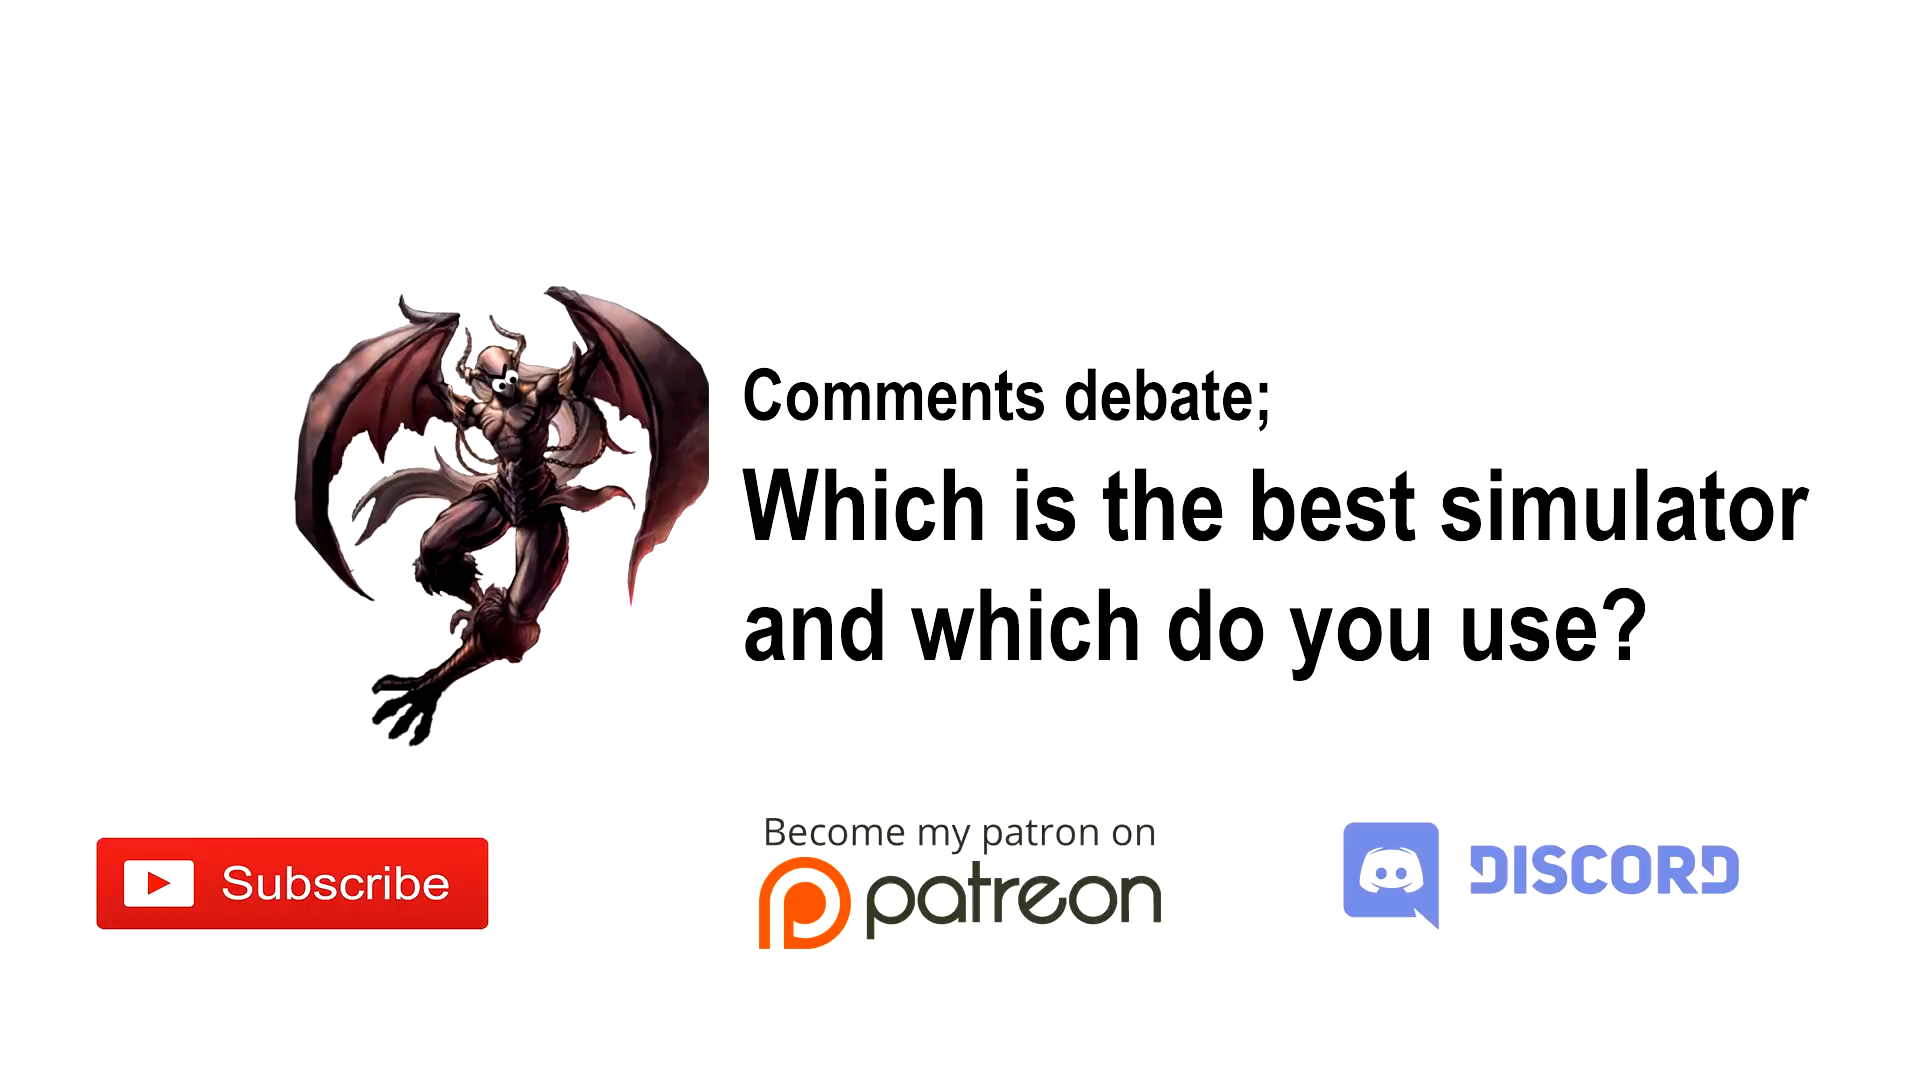 Comments debate;
Which is the best simulator
and which do you use?
Subscribe
Become my patron on
patreon
DISCORD